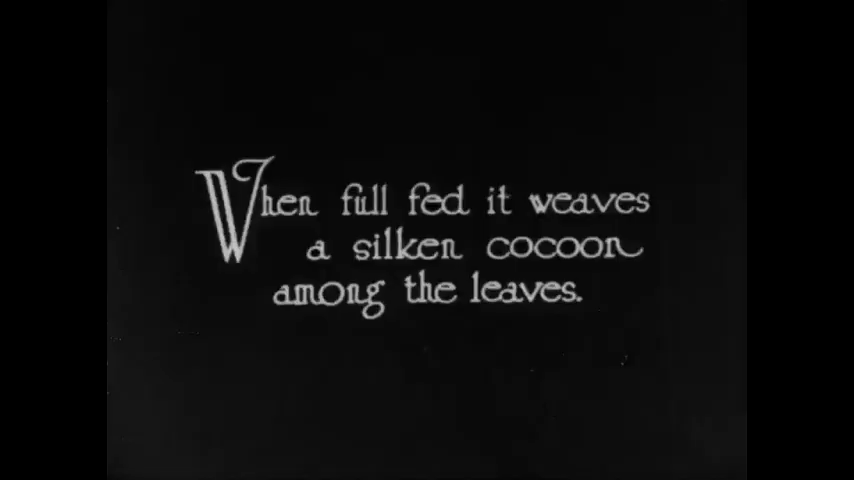 When full fed it weaves
a silken cocoon
among the leaves.